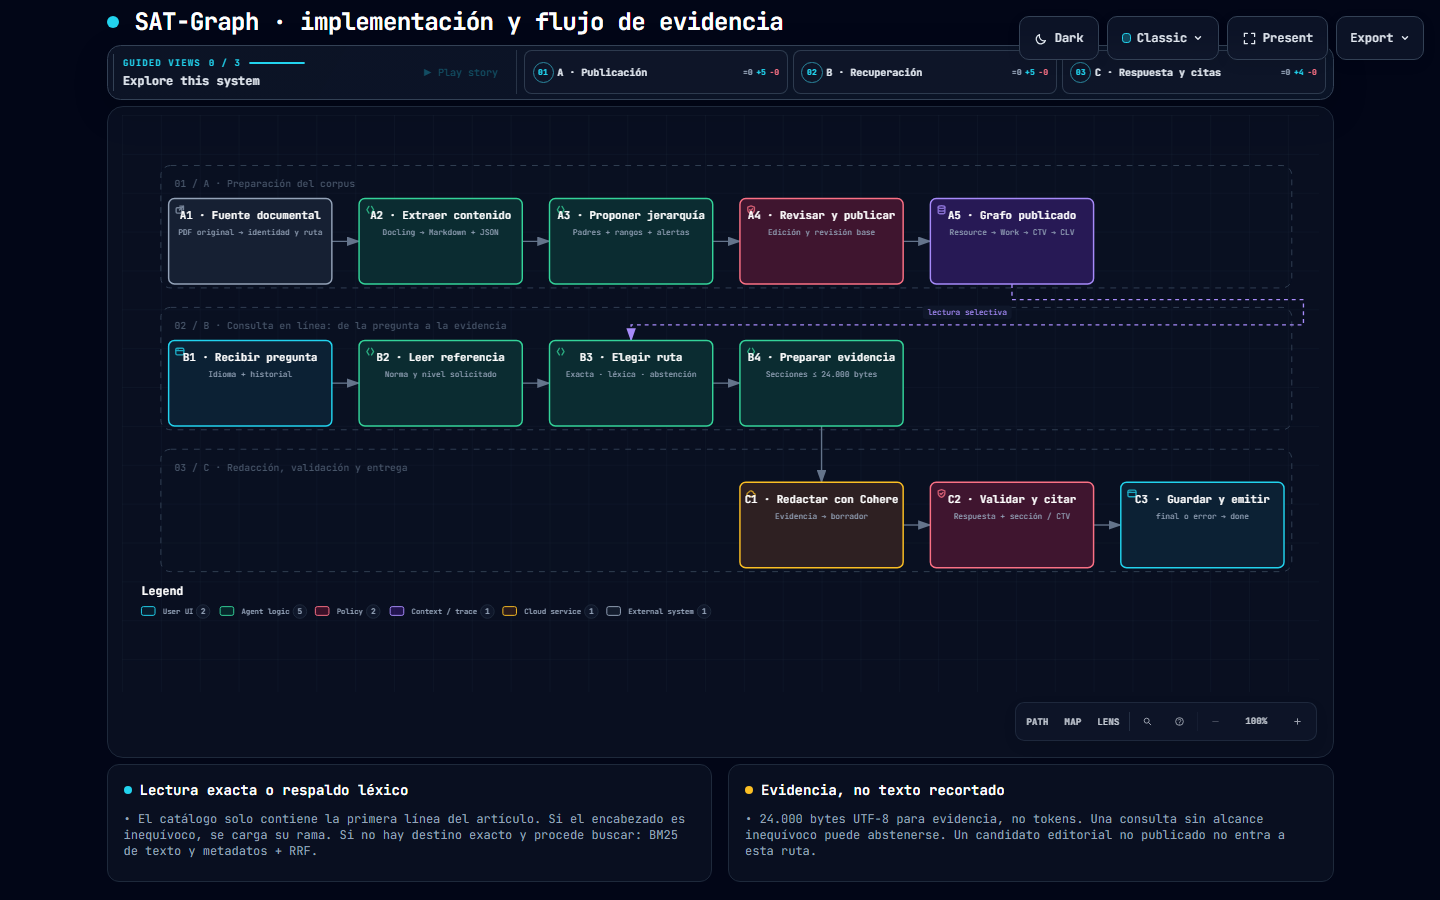 SAT-Graph · implementación y flujo de evidencia
Dark
Classic
Present
Export
GUIDED VIEWS 0 / 3
Explore this system
Play story
01 A · Publicación =0 +5 -0
02 B · Recuperación =0 +5 -0
03 C · Respuesta y citas =0 +4 -0
01 / A · Preparación del corpus
A1 · Fuente documental
PDF original → identidad y ruta
A2 · Extraer contenido
Docling → Markdown + JSON
A3 · Proponer jerarquía
Padres + rangos + alertas
A4 · Revisar y publicar
Edición y revisión base
A5 · Grafo publicado
Resource → Work → CTV → CLV
lectura selectiva
02 / B · Consulta en línea: de la pregunta a la evidencia
B1 · Recibir pregunta
Idioma + historial
B2 · Leer referencia
Norma y nivel solicitado
B3 · Elegir ruta
Exacta · léxica · abstención
B4 · Preparar evidencia
Secciones ≤ 24.000 bytes
03 / C · Redacción, validación y entrega
C1 · Redactar con Cohere
Evidencia → borrador
C2 · Validar y citar
Respuesta + sección / CTV
C3 · Guardar y emitir
final o error → done
Legend
User UI 2
Agent logic 5
Policy 2
Context / trace 1
Cloud service 1
External system 1
PATH MAP LENS − 100% +
Lectura exacta o respaldo léxico
• El catálogo solo contiene la primera línea del artículo. Si el encabezado es
inequívoco, se carga su rama. Si no hay destino exacto y procede buscar: BM25
de texto y metadatos + RRF.
Evidencia, no texto recortado
• 24.000 bytes UTF-8 para evidencia, no tokens. Una consulta sin alcance
inequívoco puede abstenerse. Un candidato editorial no publicado no entra a
esta ruta.